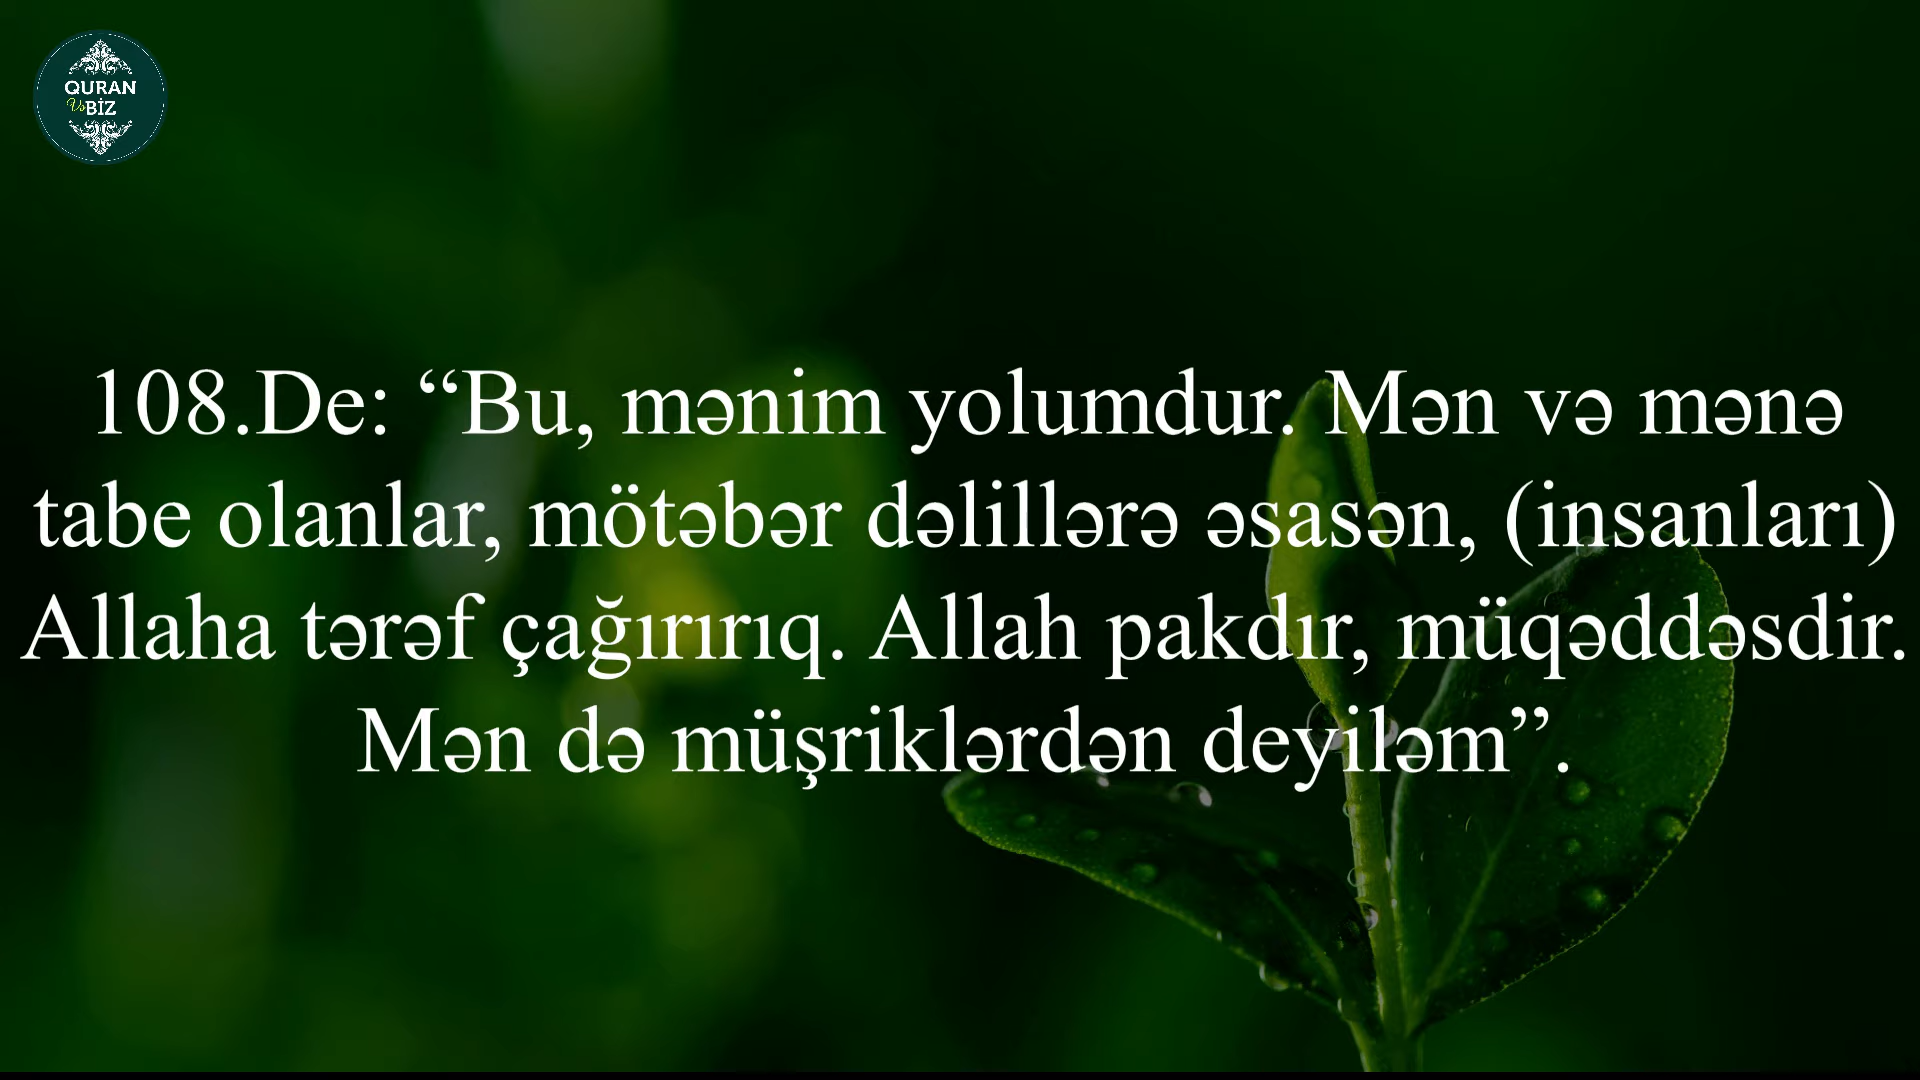 QURAN
Və BİZ
108.De: “Bu, mənim yolumdur. Mən və mənə
tabe olanlar, mötəbər dəlillərə əsasən, (insanları)
Allaha tərəf çağırırıq. Allah pakdır, müqəddəsdir.
Mən də müşriklərdən deyiləm”.